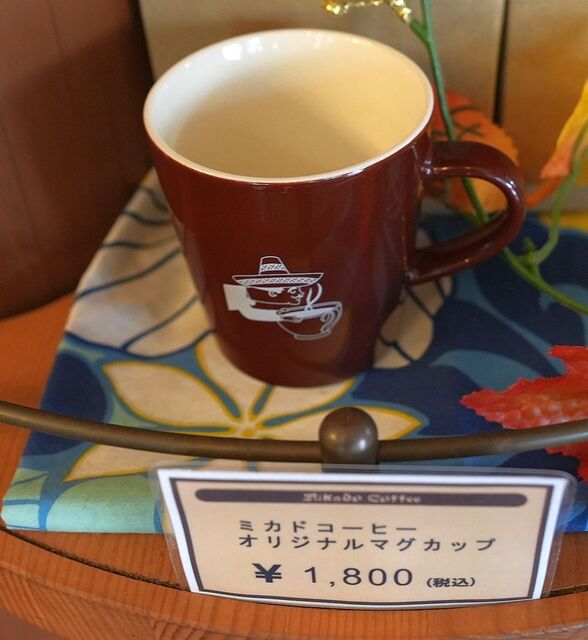 Mikado Coffee
ミカドコーヒー
オリジナルマグカップ
¥ 1,800 (税込)